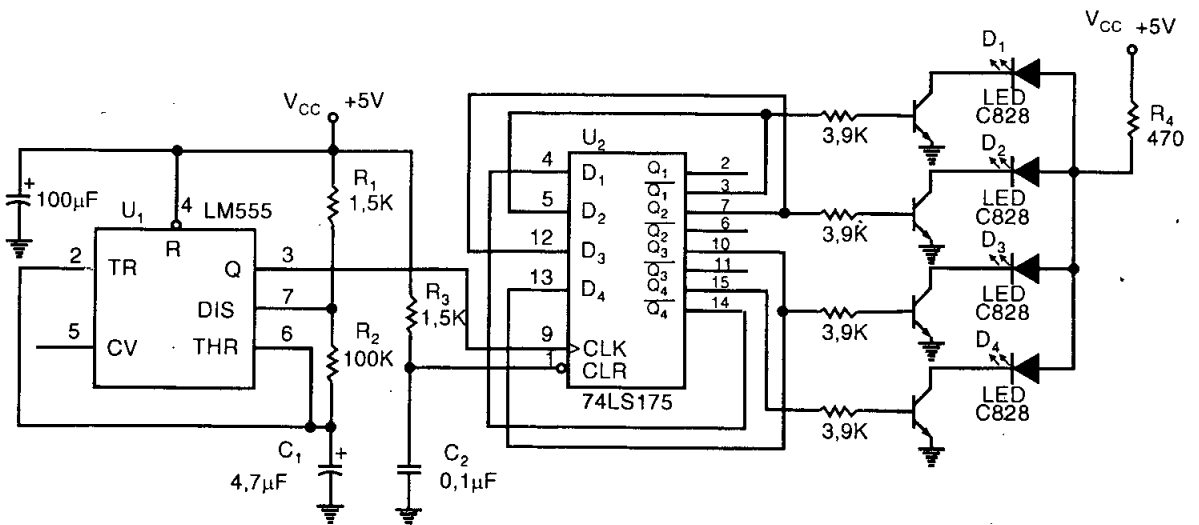 V_CC +5V
100µF
+
U1
LM555
4
R
2
TR
5
CV
Q
3
DIS
7
THR
6
R1
1,5K
R2
100K
C1
+
4,7µF
V_CC +5V
R3
1,5K
C2
0,1µF
U2
4
D1
5
D2
12
D3
13
D4
9
CLK
1
CLR
74LS175
Q1
2
Q1
3
Q2
7
Q2
6
Q3
10
Q3
11
Q4
15
Q4
14
3,9K
3,9K
3,9K
3,9K
D1
LED
C828
D2
LED
C828
D3
LED
C828
D4
LED
C828
R4
470